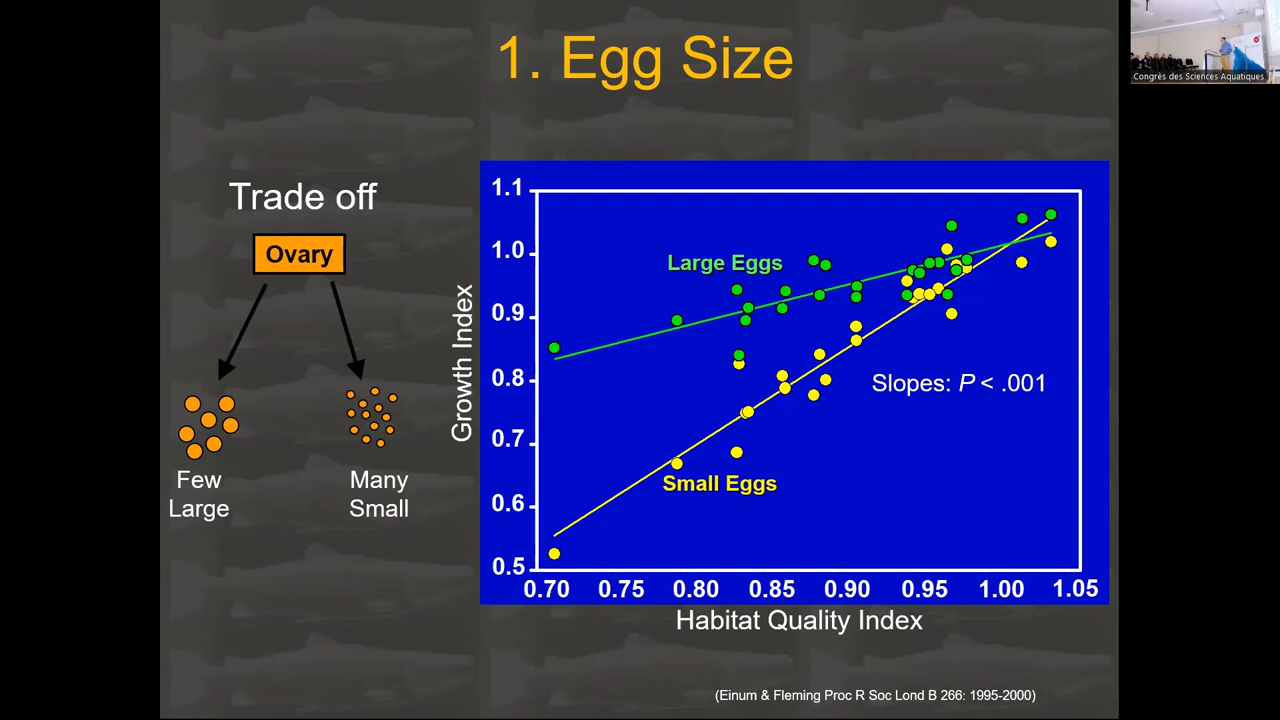 1. Egg Size
Congrès des Sciences Aquatiques
Trade off
Ovary
Few
Large
Many
Small
Growth Index
1.1
1.0
0.9
0.8
0.7
0.6
0.5
Large Eggs
Slopes: P < .001
Small Eggs
0.70 0.75 0.80 0.85 0.90 0.95 1.00 1.05
Habitat Quality Index
(Einum & Fleming Proc R Soc Lond B 266: 1995-2000)